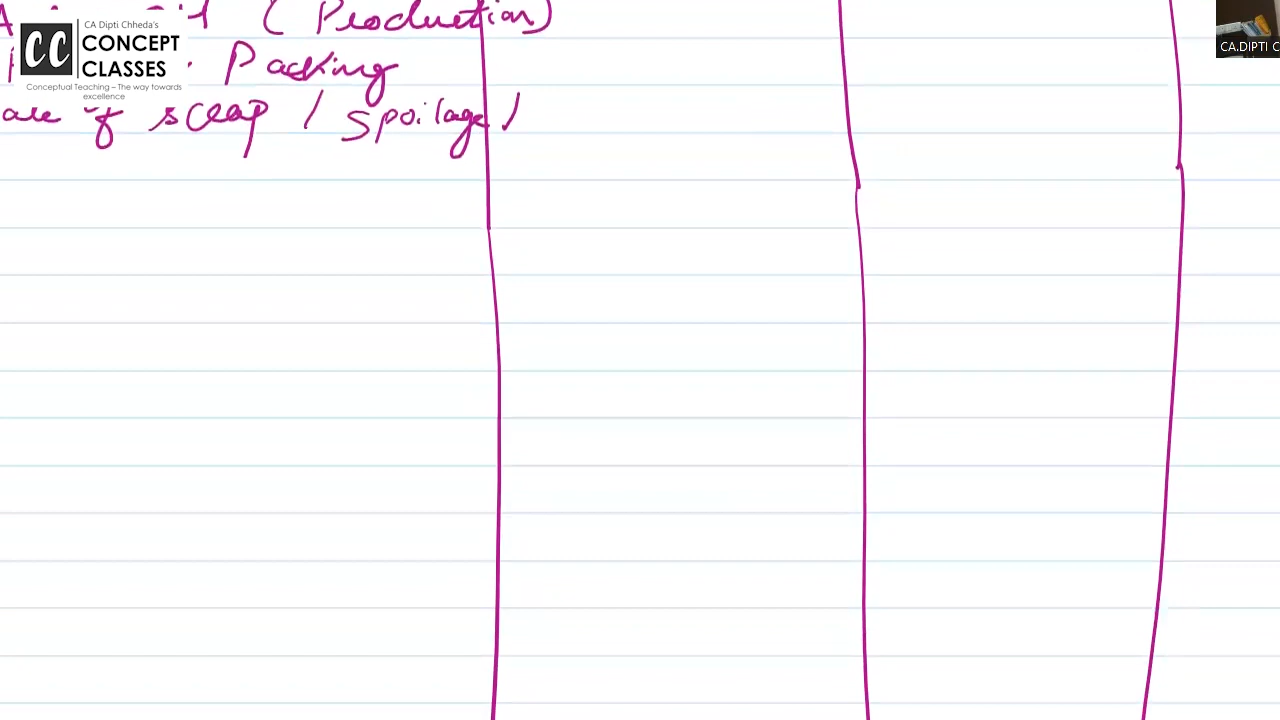 (Production)
CA Dipti Chheda's
CC CONCEPT
CLASSES
Conceptual Teaching – The way towards
excellence
Packing
of scrap / spoilage /
CA.DIPTI C